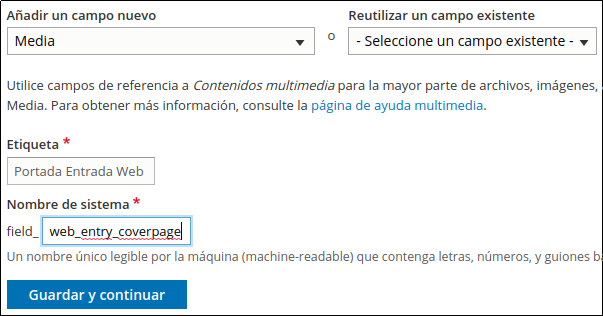 Añadir un campo nuevo
Reutilizar un campo existente
Media
o
- Seleccione un campo existente -
Utilice campos de referencia a Contenidos multimedia para la mayor parte de archivos, imágenes,
Media. Para obtener más información, consulte la página de ayuda multimedia.
Etiqueta *
Portada Entrada Web
Nombre de sistema *
field_ web_entry_coverpage
Un nombre único legible por la máquina (machine-readable) que contenga letras, números, y guiones
Guardar y continuar